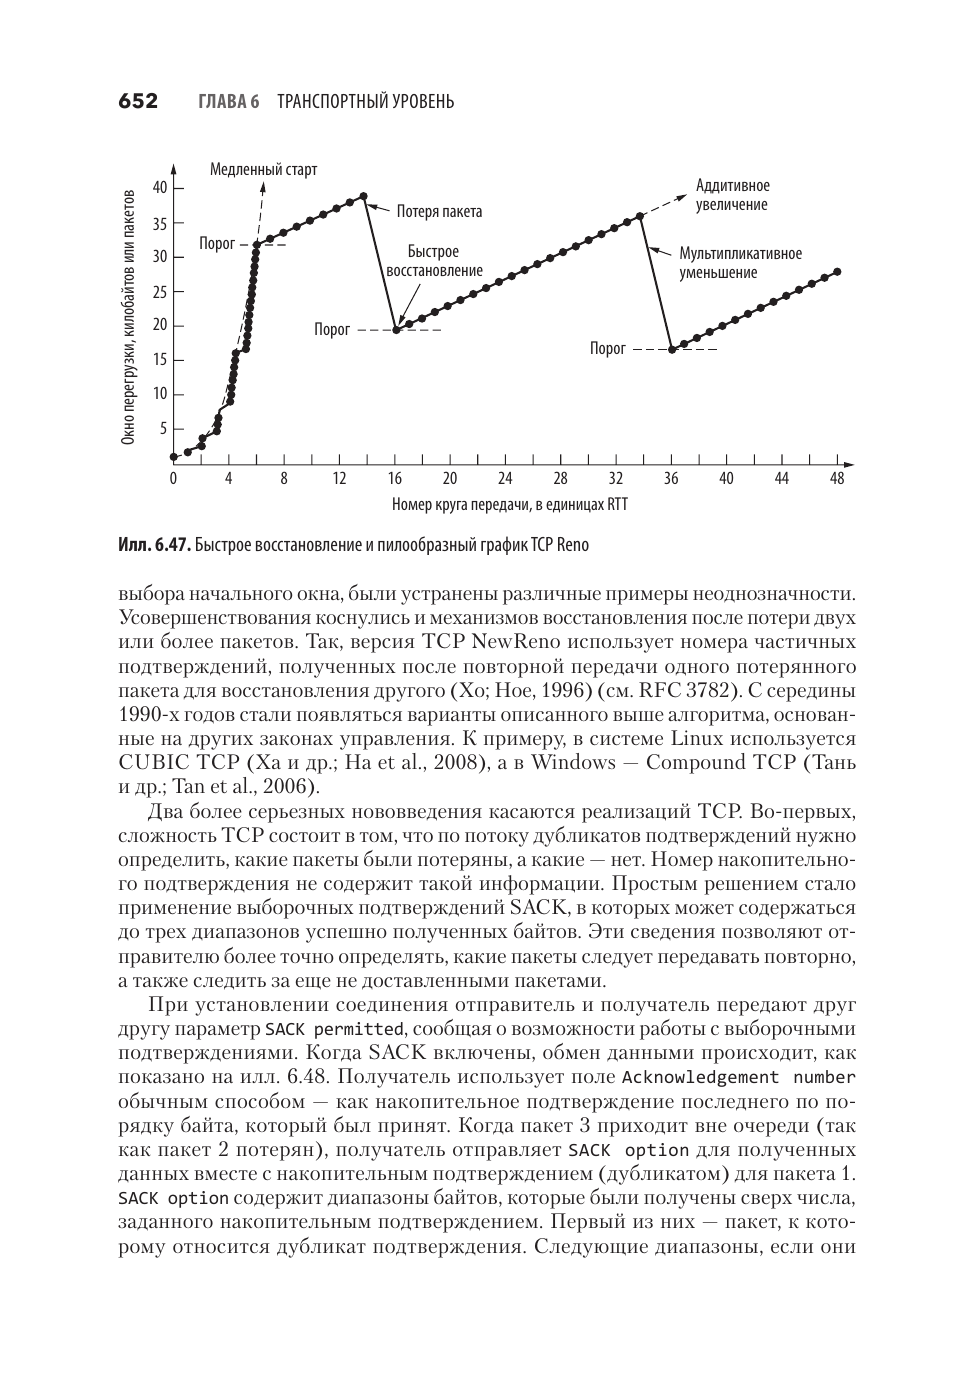 652 ГЛАВА 6 ТРАНСПОРТНЫЙ УРОВЕНЬ
Окно перегрузки, килобайтов или пакетов
40
35
30
25
20
15
10
5
Медленный старт
Порог
Потеря пакета
Быстрое
восстановление
Порог
Аддитивное
увеличение
Мультипликативное
уменьшение
Порог
0 4 8 12 16 20 24 28 32 36 40 44 48
Номер круга передачи, в единицах RTT
Илл. 6.47. Быстрое восстановление и пилообразный график TCP Reno
выбора начального окна, были устранены различные примеры неоднозначности.
Усовершенствования коснулись и механизмов восстановления после потери двух
или более пакетов. Так, версия TCP NewReno использует номера частичных
подтверждений, полученных после повторной передачи одного потерянного
пакета для восстановления другого (Хо; Hoe, 1996) (см. RFC 3782). С середины
1990-х годов стали появляться варианты описанного выше алгоритма, основан-
ные на других законах управления. К примеру, в системе Linux используется
CUBIC TCP (Ха и др.; Ha et al., 2008), а в Windows — Compound TCP (Тань
и др.; Tan et al., 2006).
Два более серьезных нововведения касаются реализаций TCP. Во-первых,
сложность TCP состоит в том, что по потоку дубликатов подтверждений нужно
определить, какие пакеты были потеряны, а какие — нет. Номер накопительно-
го подтверждения не содержит такой информации. Простым решением стало
применение выборочных подтверждений SACK, в которых может содержаться
до трех диапазонов успешно полученных байтов. Эти сведения позволяют от-
правителю более точно определять, какие пакеты следует передавать повторно,
а также следить за еще не доставленными пакетами.
При установлении соединения отправитель и получатель передают друг
другу параметр SACK permitted, сообщая о возможности работы с выборочными
подтверждениями. Когда SACK включены, обмен данными происходит, как
показано на илл. 6.48. Получатель использует поле Acknowledgement number
обычным способом — как накопительное подтверждение последнего по по-
рядку байта, который был принят. Когда пакет 3 приходит вне очереди (так
как пакет 2 потерян), получатель отправляет SACK option для полученных
данных вместе с накопительным подтверждением (дубликатом) для пакета 1.
SACK option содержит диапазоны байтов, которые были получены сверх числа,
заданного накопительным подтверждением. Первый из них — пакет, к кото-
рому относится дубликат подтверждения. Следующие диапазоны, если они